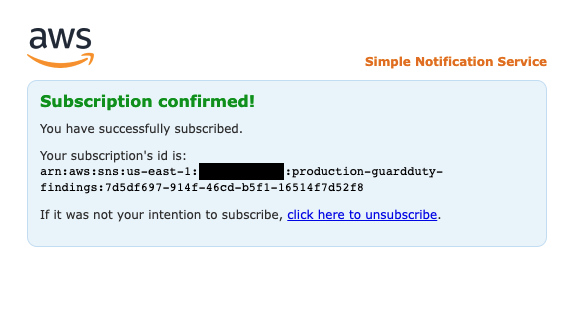 aws
Simple Notification Service
Subscription confirmed!
You have successfully subscribed.
Your subscription's id is:
arn:aws:sns:us-east-1: :production-guardduty-
findings:7d5df697-914f-46cd-b5f1-16514f7d52f8
If it was not your intention to subscribe, click here to unsubscribe.